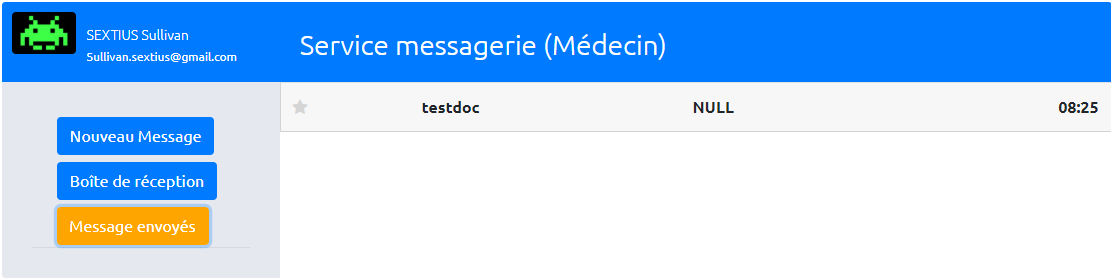 SEXTIUS Sullivan
Sullivan.sextius@gmail.com
Service messagerie (Médecin)
Nouveau Message
Boîte de réception
Message envoyés
testdoc NULL 08:25